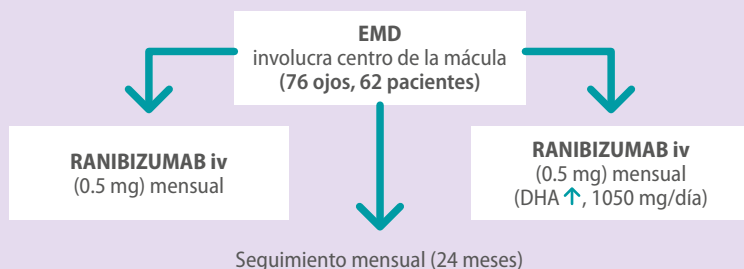 EMD
involucra centro de la mácula
(76 ojos, 62 pacientes)
RANIBIZUMAB iv
(0.5 mg) mensual
RANIBIZUMAB iv
(0.5 mg) mensual
(DHA ↑, 1050 mg/día)
Seguimiento mensual (24 meses)